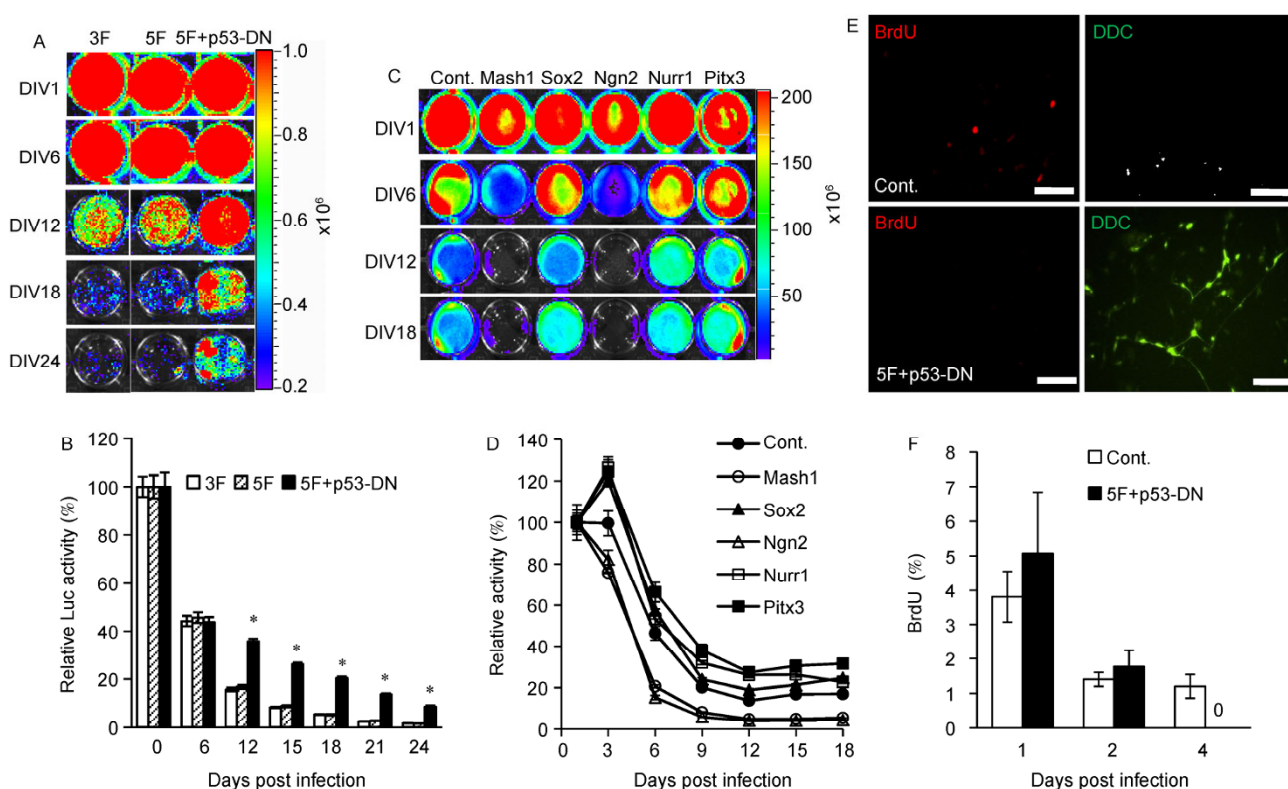 A
3F 5F 5F+p53-DN
DIV1
DIV6
DIV12
DIV18
DIV24
1.0
0.8
0.6
0.4
0.2
x10⁶
C
Cont. Mash1 Sox2 Ngn2 Nurr1 Pitx3
DIV1
DIV6
DIV12
DIV18
200
150
100
50
x10⁶
E
BrdU DDC
Cont.
BrdU DDC
5F+p53-DN
B
Relative Luc activity (%)
120
100
80
60
40
20
0
3F 5F 5F+p53-DN
* * * * *
0 6 12 15 18 21 24
Days post infection
D
Relative activity (%)
140
120
100
80
60
40
20
0
Cont.
Mash1
Sox2
Ngn2
Nurr1
Pitx3
0 3 6 9 12 15 18
Days post infection
F
BrdU (%)
8
7
6
5
4
3
2
1
0
Cont.
5F+p53-DN
0
1 2 4
Days post infection